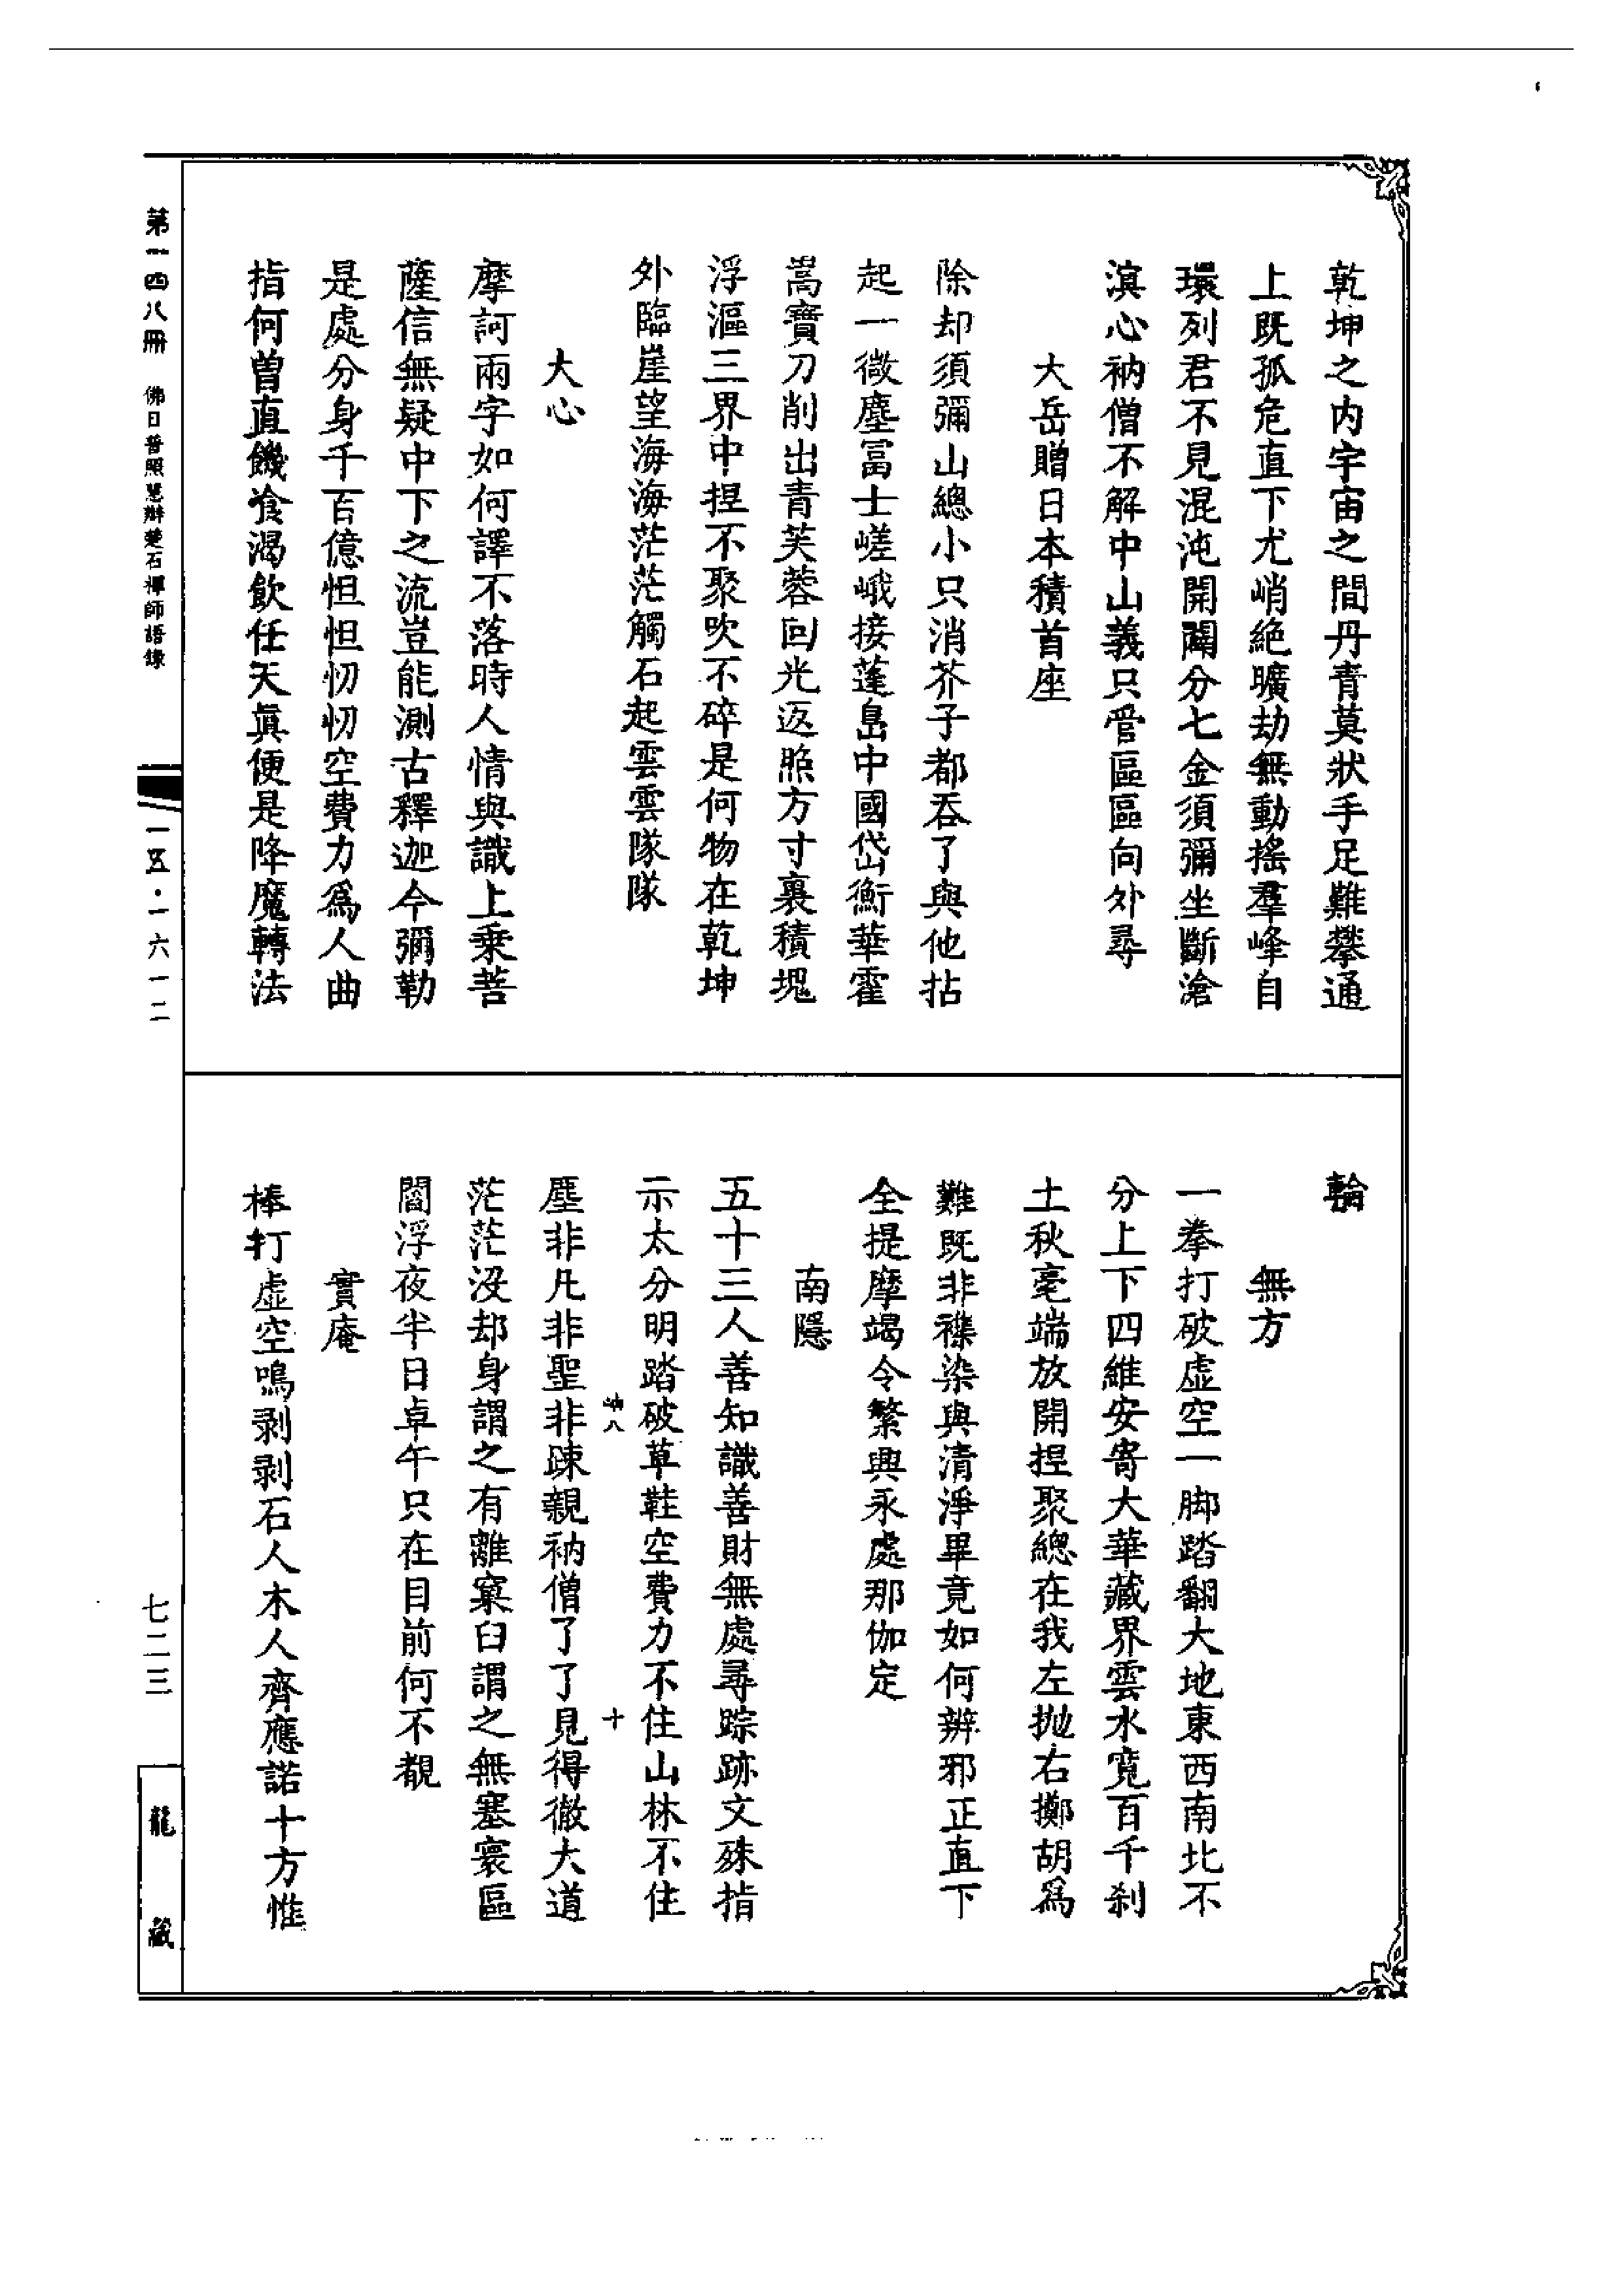 乾坤之内宇宙之間丹青莫狀手足難攀通
上既孤危直下尤峭絶曠劫無動搖羣峰自
環列君不見混沌開闢分七金須彌坐斷滄
溟心衲僧不解中山義只管區區向外尋
大岳贈日本積首座
除却須彌山總小只消芥子都吞了與他拈
起一微塵冨士嵯峨接蓬島中國岱衡華霍
嵩寶刀削出青芙蓉回光返照方寸裏積塊
浮漚三界中捏不聚吹不碎是何物在乾坤
外臨崖望海海茫茫觸石起雲雲隊隊
大心
摩訶兩字如何譯不落時人情與識上乗菩
薩信無疑中下之流豈能測古釋迦今彌勒
是處分身千百億怛怛忉忉空費力爲人曲
指何曽直饑飡渴飲任天眞便是降魔轉法
輪
無方
一拳打破虚空一脚踏翻大地東西南北不
分上下四維安寄大華藏界雲水寛百千刹
土秋毫端放開捏聚總在我左拋右擲胡爲
難既非襍染與清淨畢竟如何辨邪正直下
全提摩竭令繁興永處那伽定
南隱
五十三人善知識善財無處尋踪跡文殊指
示太分明踏破草鞋空費力不住山林不住
岫八 十
㕓非凡非聖非踈親衲僧了了見得徹大道
茫茫沒却身謂之有離窠臼謂之無塞寰區
閻浮夜半日卓午只在目前何不覩
實庵
棒打虚空鳴剥剥石人木人齊應諾十方惟
第一四八冊 佛日普照慧辯楚石禪師語錄
一五·一六一二
七二三
龍藏